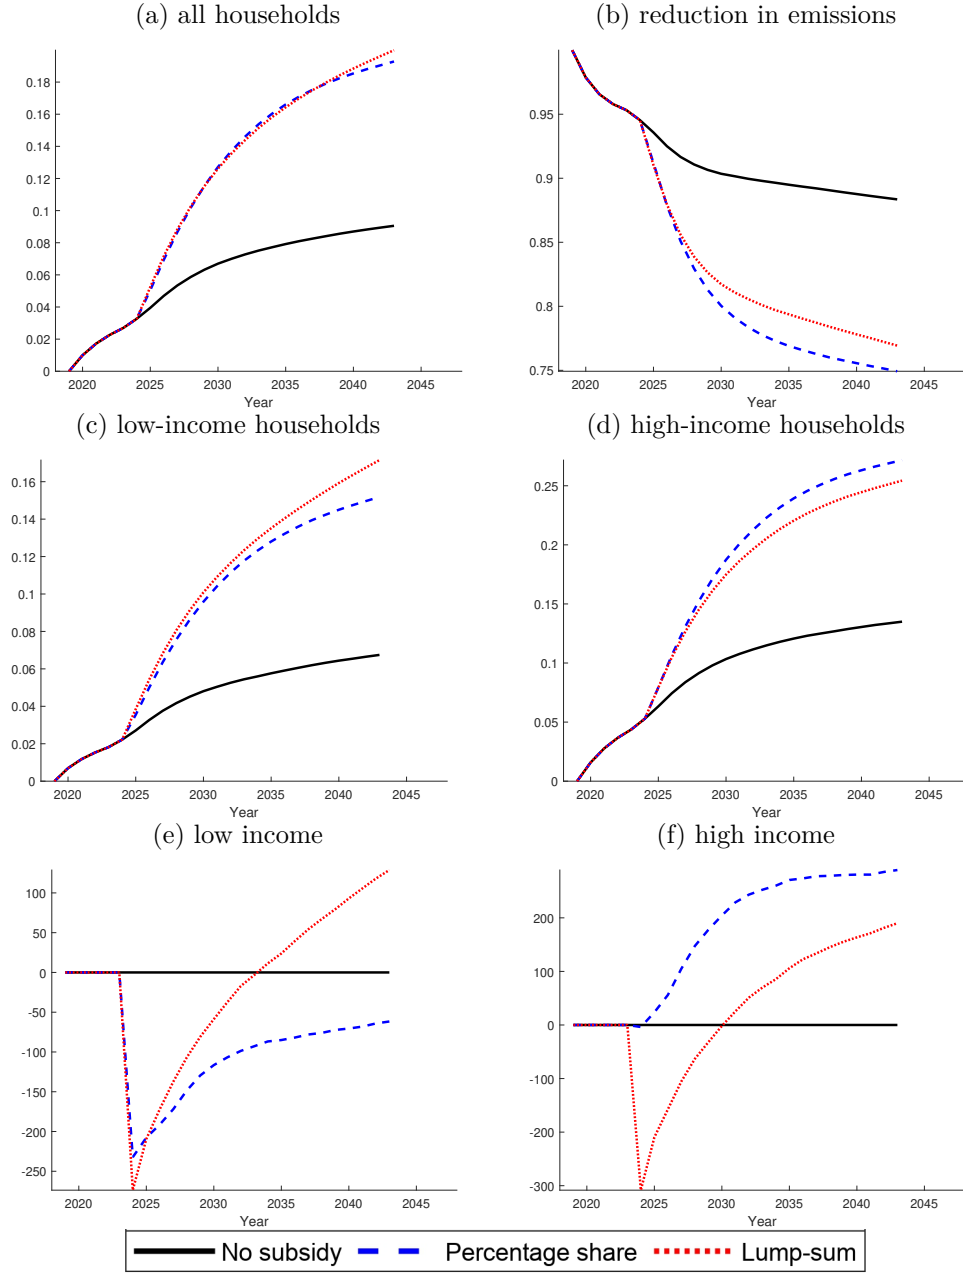 (a) all households
(b) reduction in emissions
0.18
0.16
0.14
0.12
0.1
0.08
0.06
0.04
0.02
0
2020 2025 2030 2035 2040 2045
Year
0.95
0.9
0.85
0.8
0.75
2020 2025 2030 2035 2040 2045
Year
(c) low-income households
(d) high-income households
0.16
0.14
0.12
0.1
0.08
0.06
0.04
0.02
0
2020 2025 2030 2035 2040 2045
Year
0.25
0.2
0.15
0.1
0.05
0
2020 2025 2030 2035 2040 2045
Year
(e) low income
(f) high income
100
50
0
-50
-100
-150
-200
-250
2020 2025 2030 2035 2040 2045
Year
200
100
0
-100
-200
-300
2020 2025 2030 2035 2040 2045
Year
No subsidy Percentage share Lump-sum